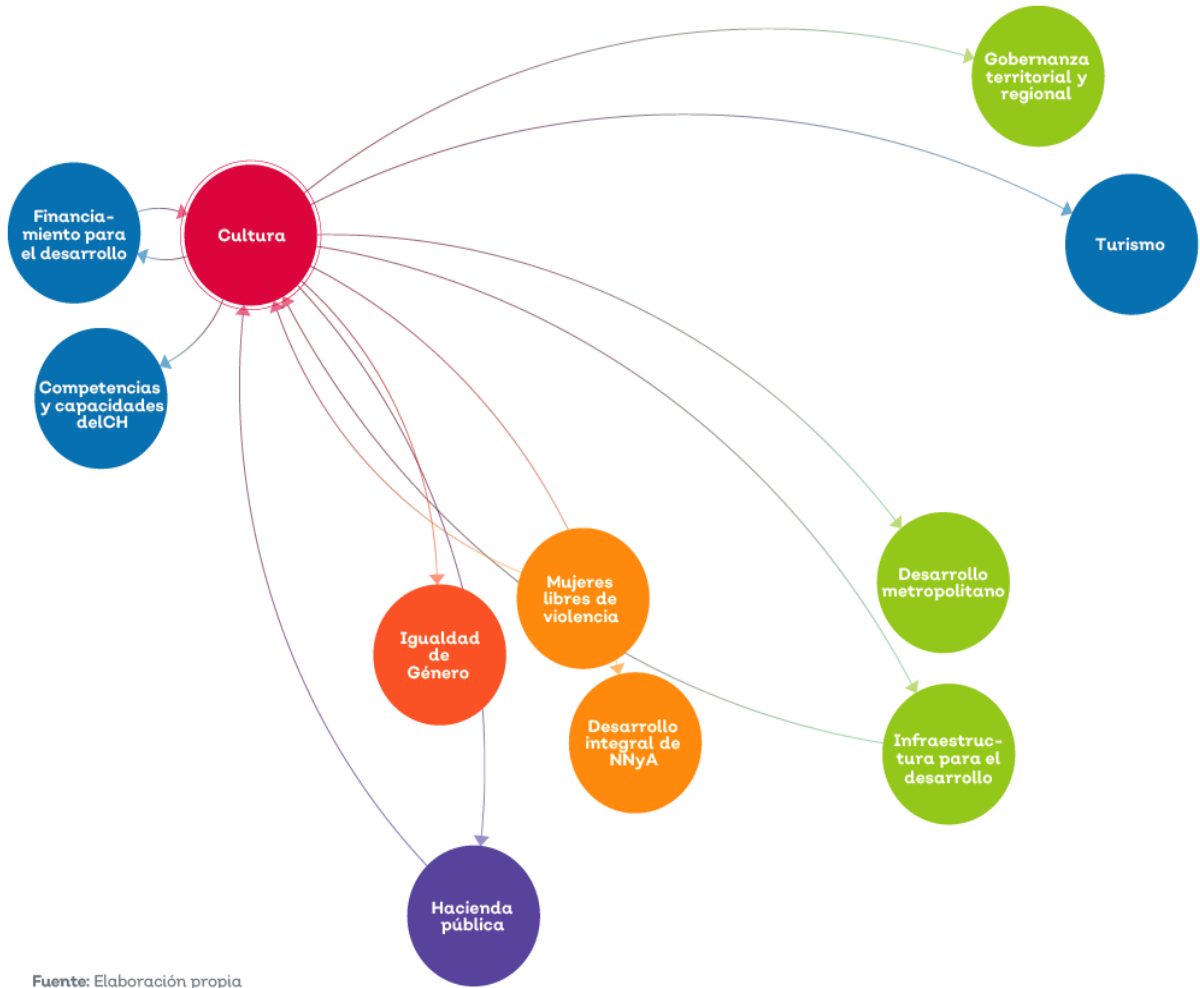 Gobernanza
territorial y
regional
Financia-
miento para
el desarrollo
Cultura
Turismo
Competencias
y capacidades
delCH
Mujeres
libres de
violencia
Desarrollo
metropolitano
Igualdad
de
Género
Desarrollo
integral de
NNyA
Infraestruc-
tura para el
desarrollo
Hacienda
pública
Fuente: Elaboración propia